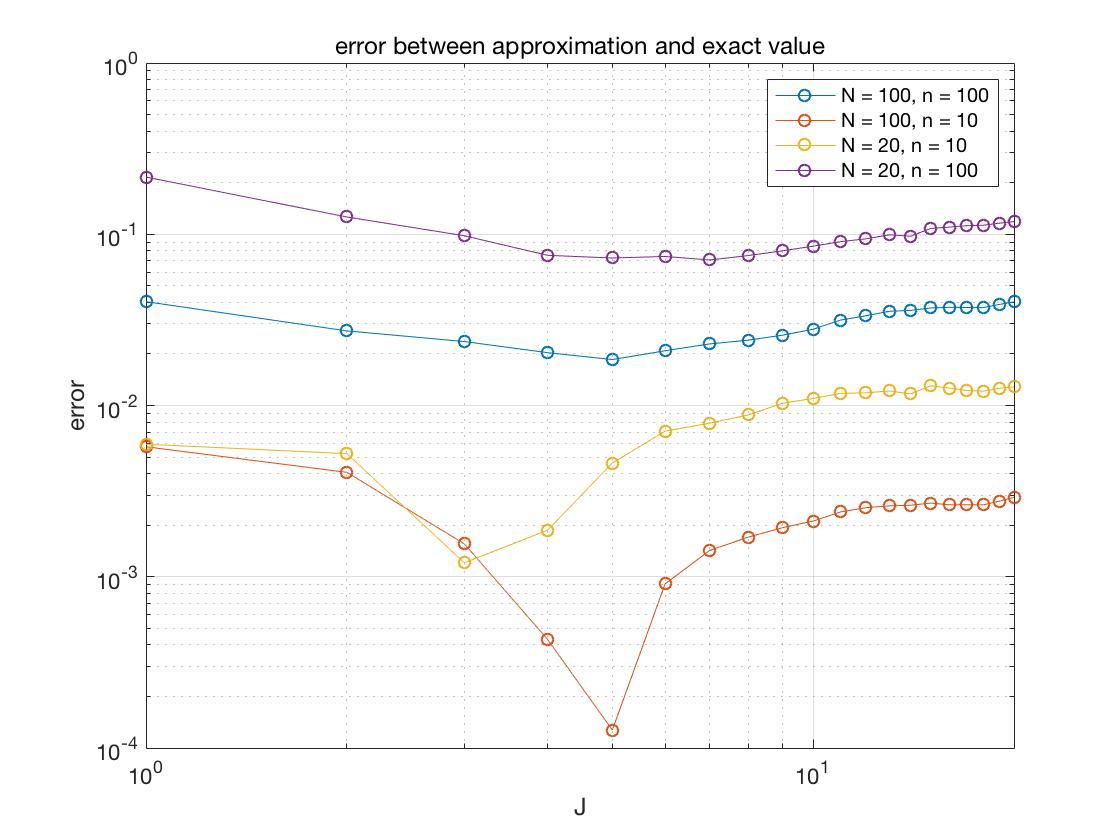 error between approximation and exact value
10^0
N = 100, n = 100
N = 100, n = 10
N = 20, n = 10
N = 20, n = 100
10^-1
10^-2
error
10^-3
10^-4
10^0
10^1
J